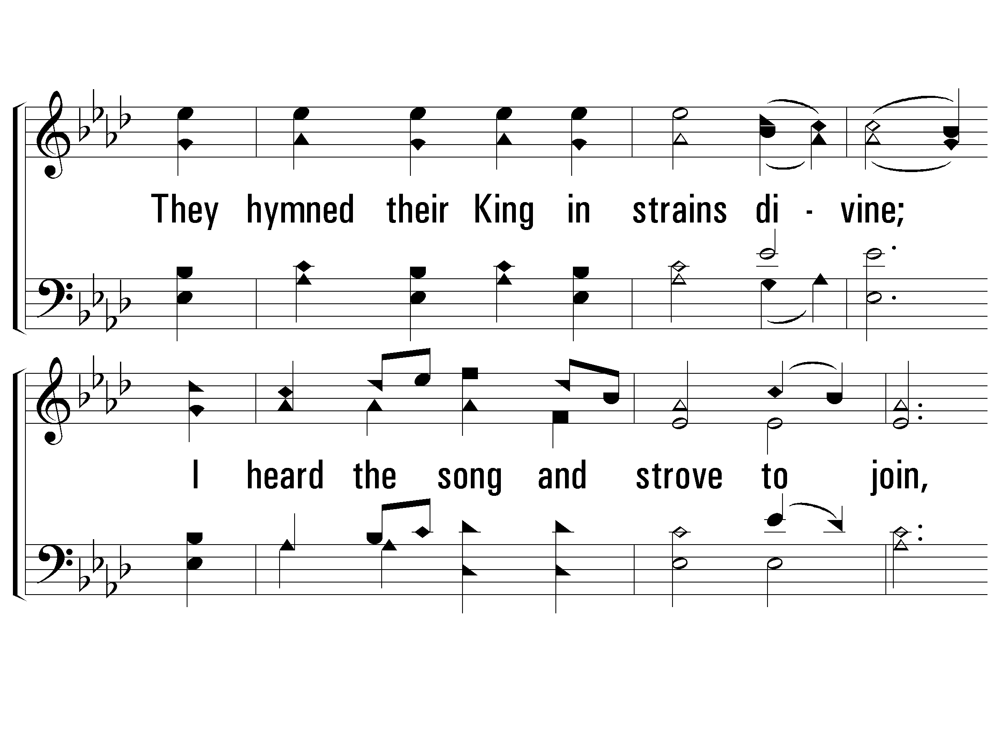 They hymned their King in strains di - vine;
I heard the song and strove to join,